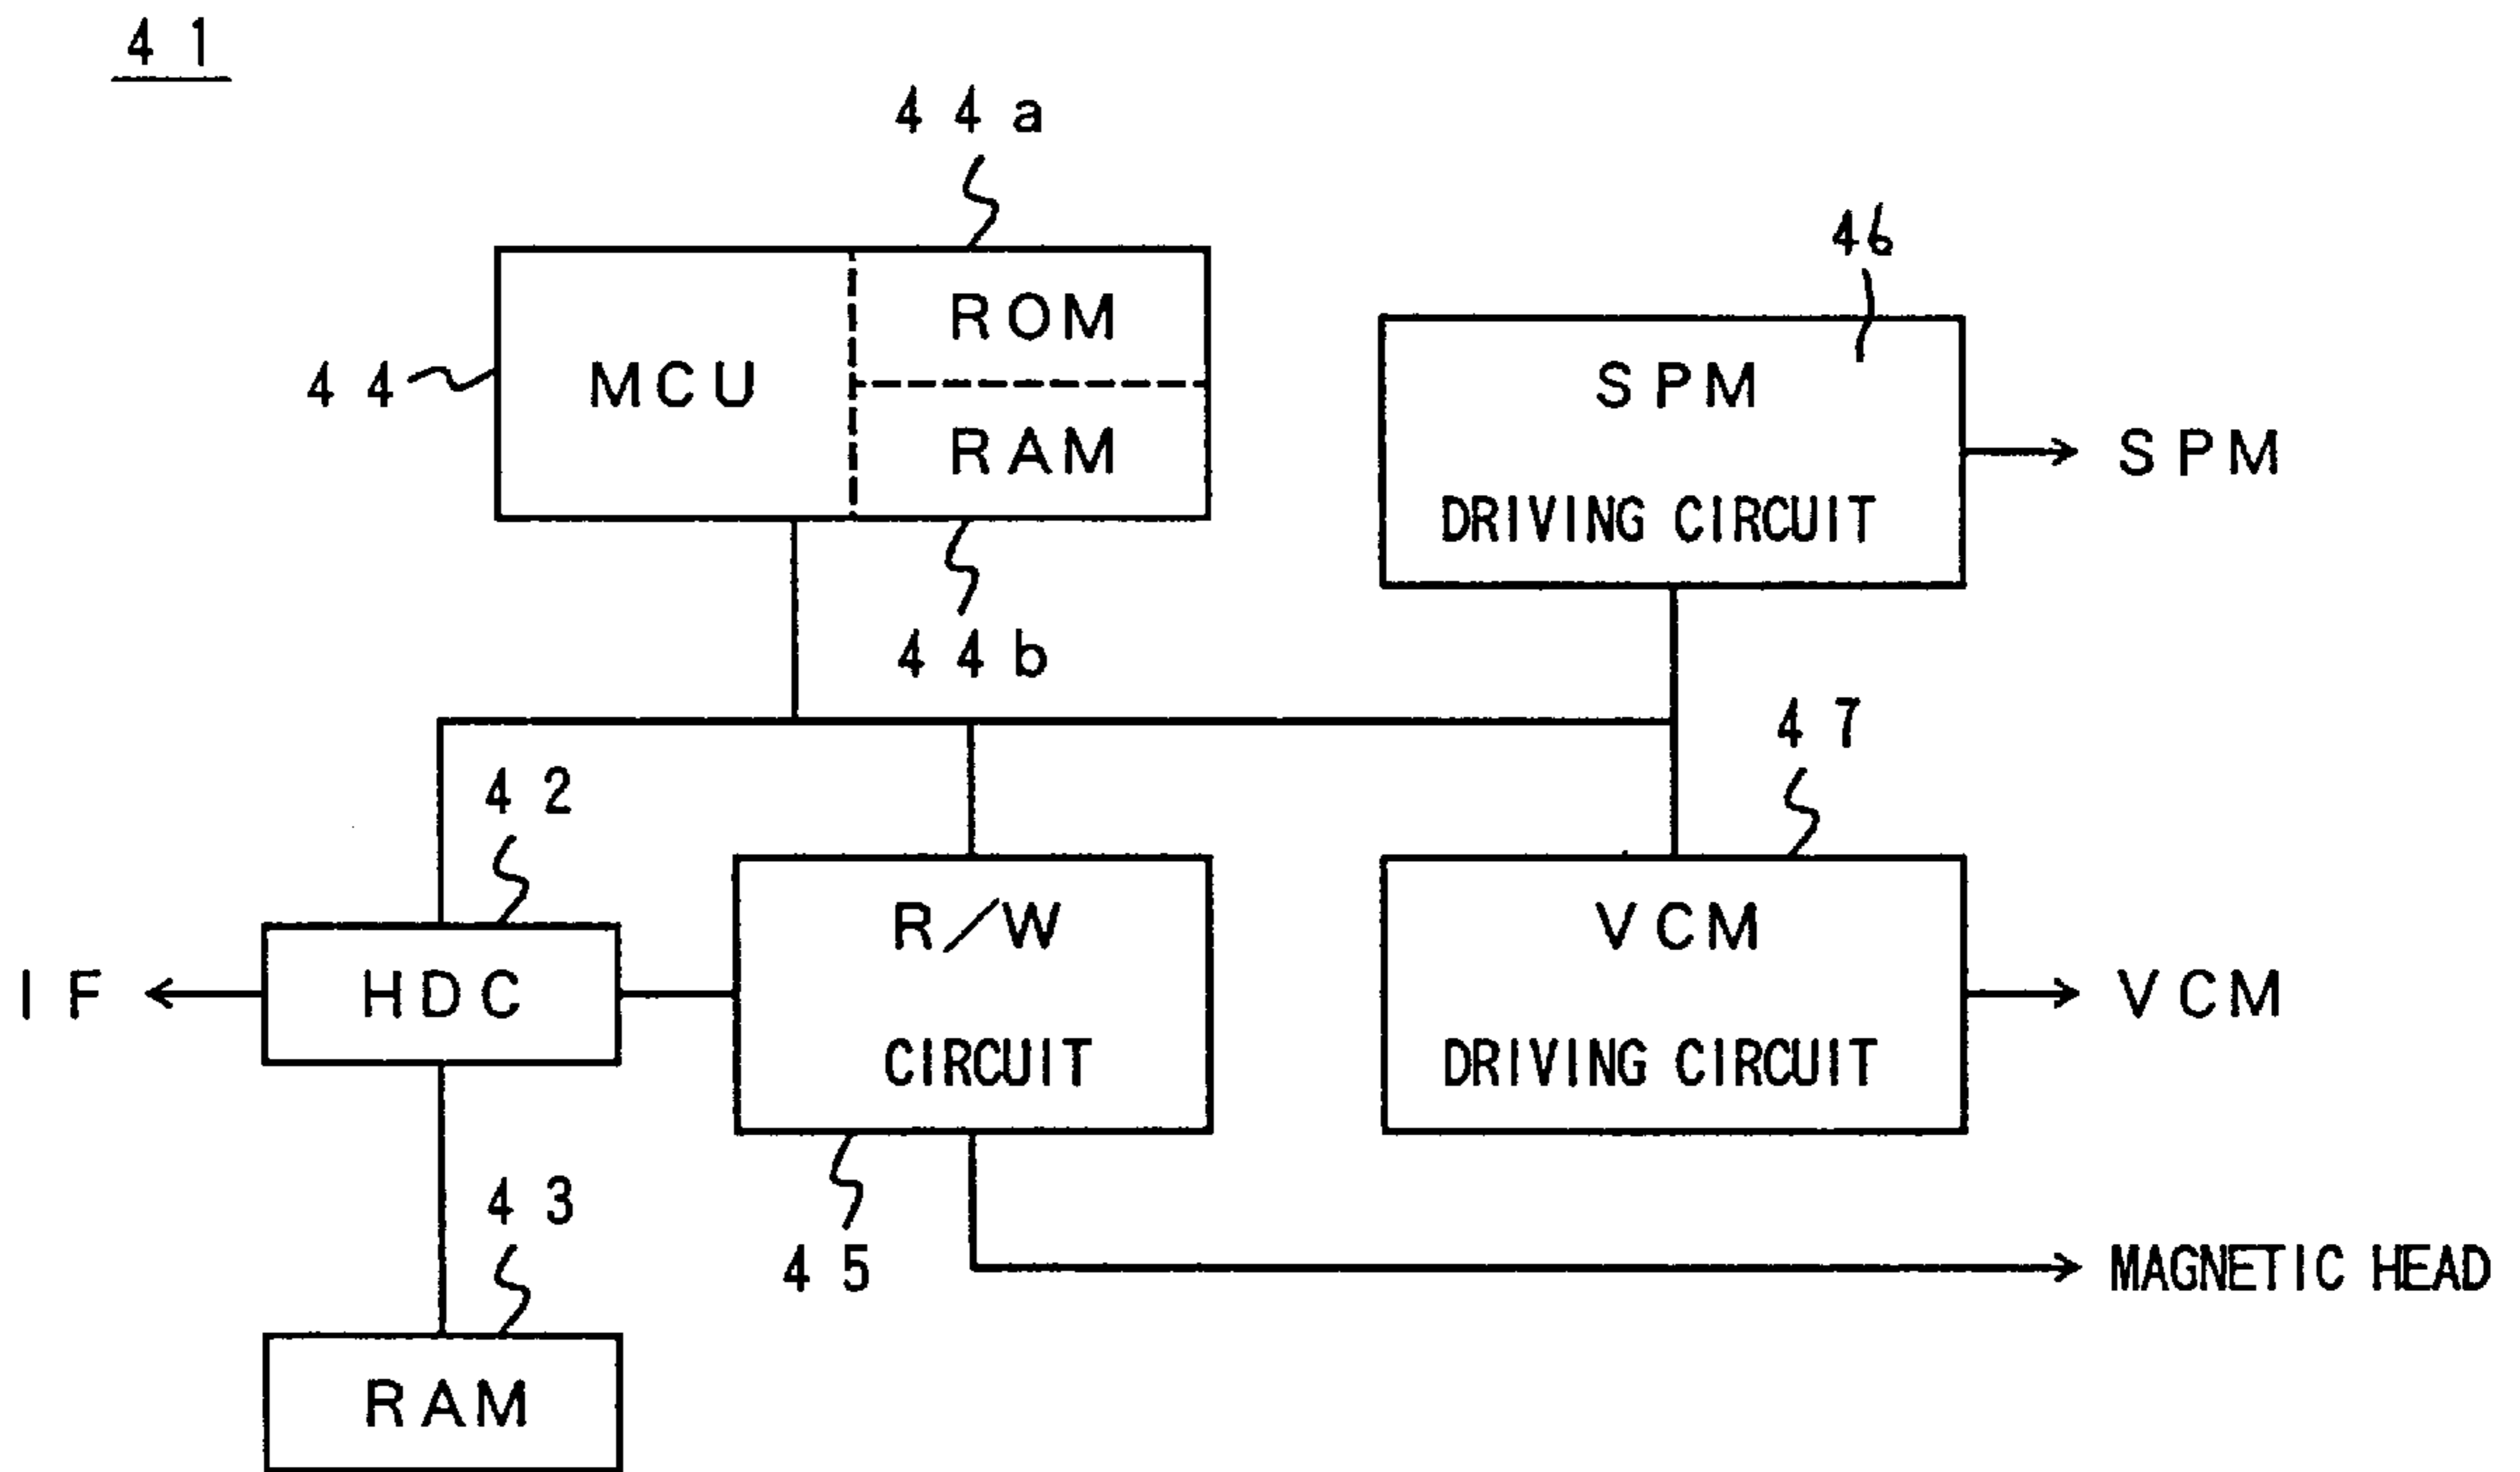 41
44a
46
ROM
44
MCU
SPM
RAM
SPM
DRIVING CIRCUIT
44b
47
42
R/W
VCM
IF
HDC
VCM
CIRCUIT
DRIVING CIRCUIT
43
45
MAGNETIC HEAD
RAM